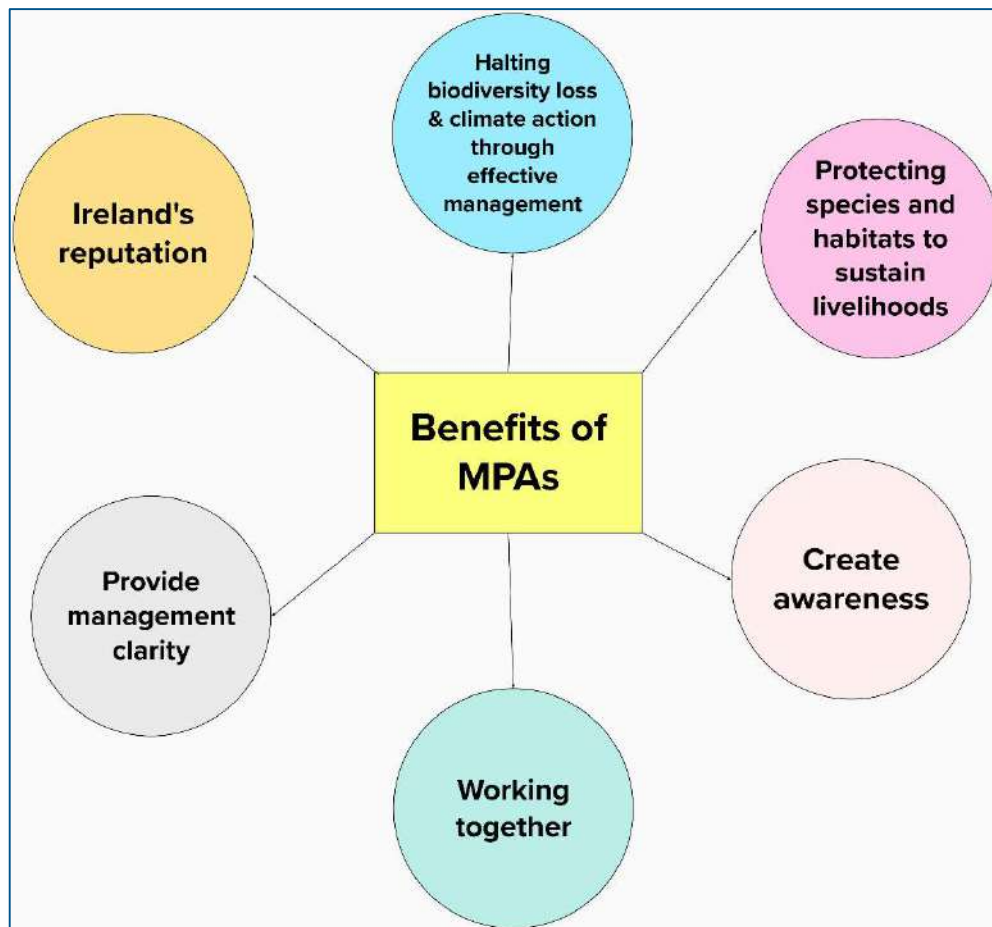 Halting
biodiversity loss
& climate action
through
effective
management
Ireland's
reputation
Protecting
species and
habitats to
sustain
livelihoods
Benefits of
MPAs
Provide
management
clarity
Create
awareness
Working
together